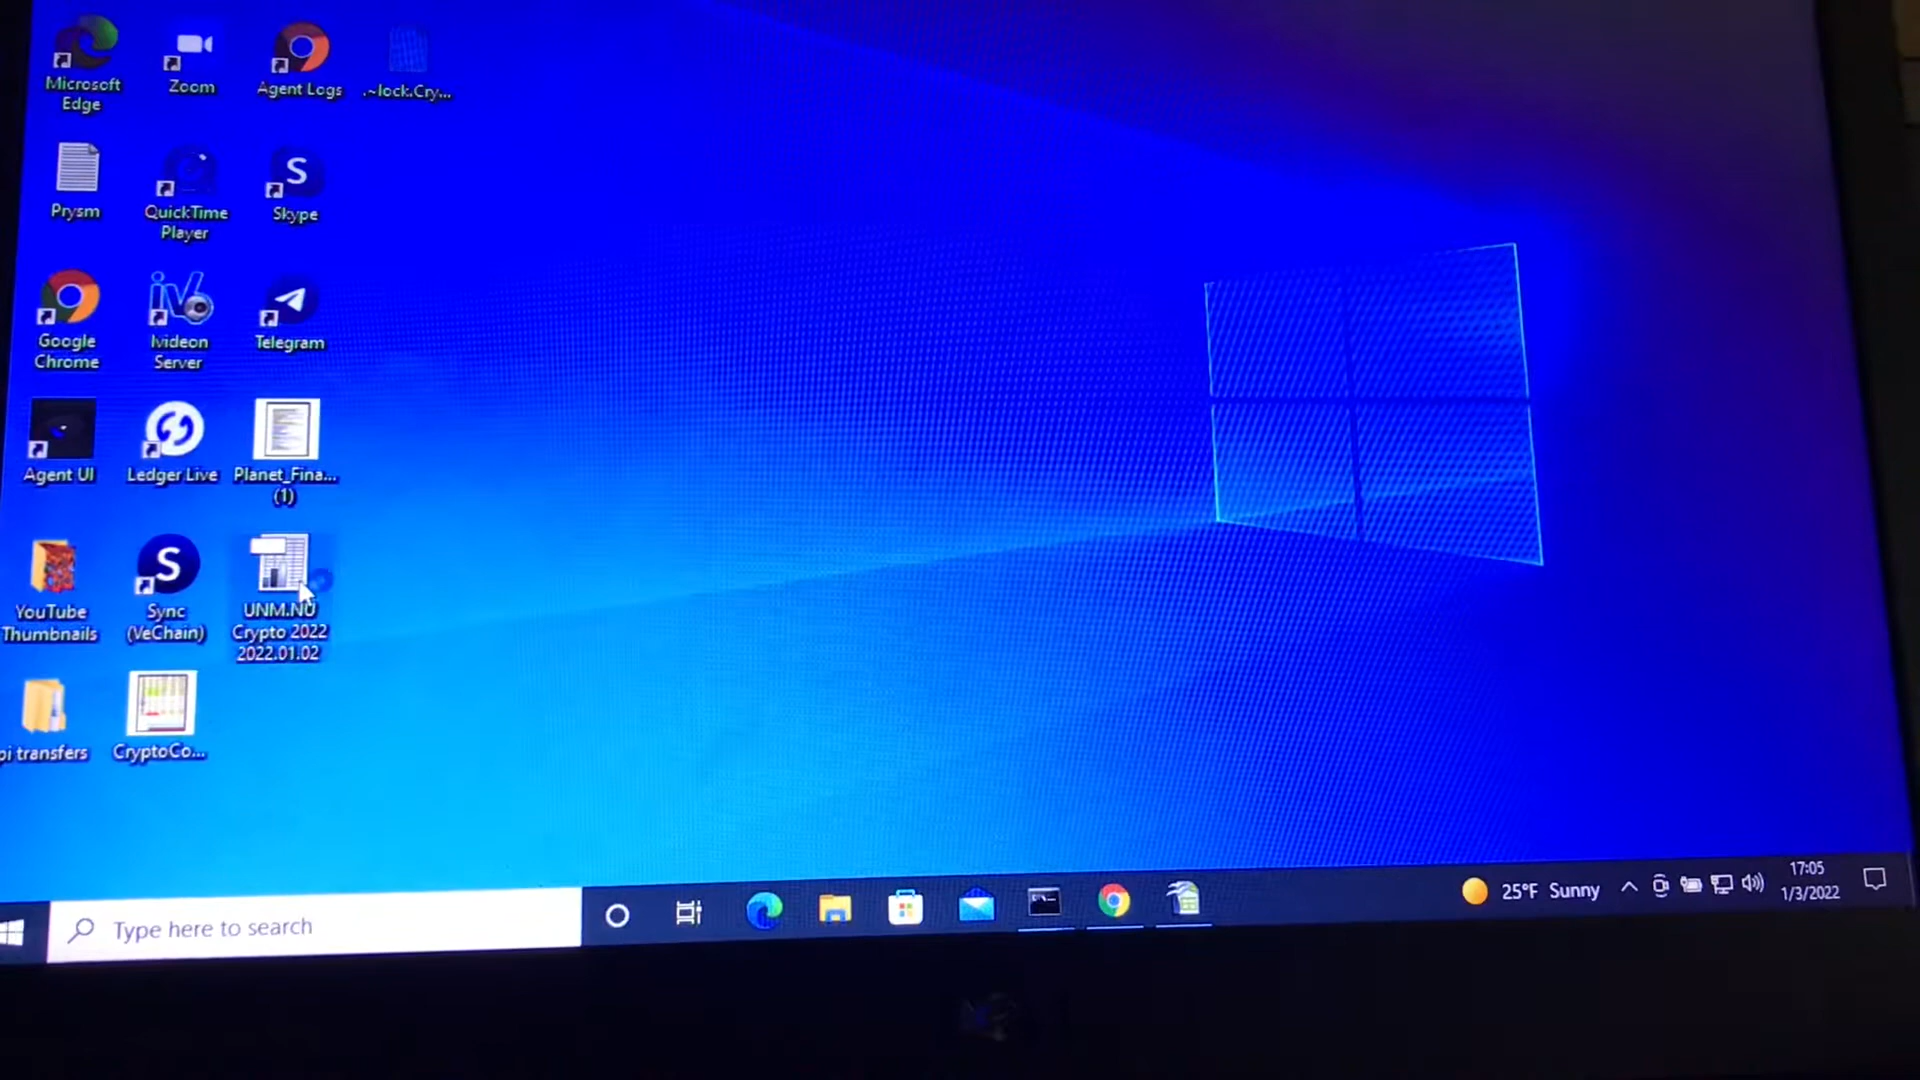 Microsoft
Edge
Zoom
Agent Logs
.~lock.Cry...
Prysm
QuickTime
Player
S
Skype
Google
Chrome
iv6
Ivideon
Server
Telegram
Agent UI
Ledger Live
Planet_Fina...
(1)
YouTube
Thumbnails
S
Sync
(VeChain)
UNM.NU
Crypto 2022
2022.01.02
pi transfers
CryptoCo...
Type here to search
25°F Sunny
17:05
1/3/2022